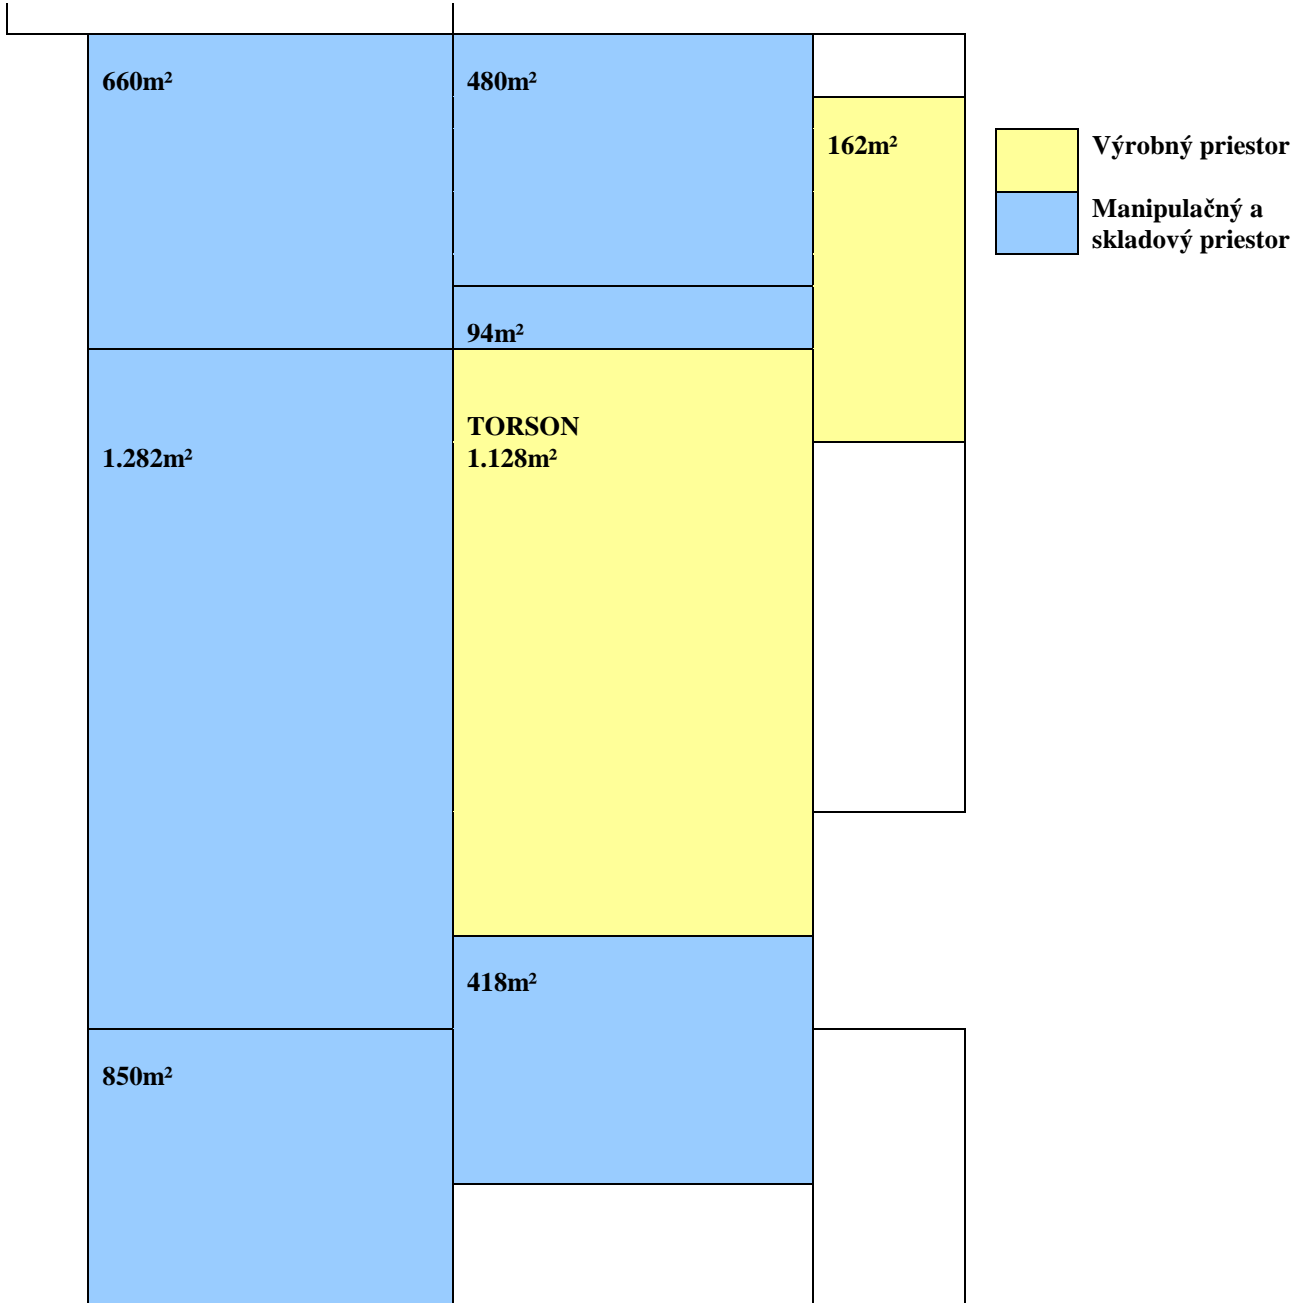 660m²
480m²
162m²
Výrobný priestor
Manipulačný a
skladový priestor
94m²
TORSON
1.128m²
1.282m²
418m²
850m²